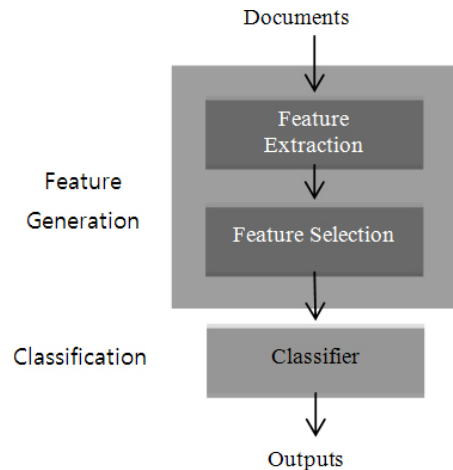 Documents
Feature
Extraction
Feature
Generation
Feature Selection
Classification
Classifier
Outputs